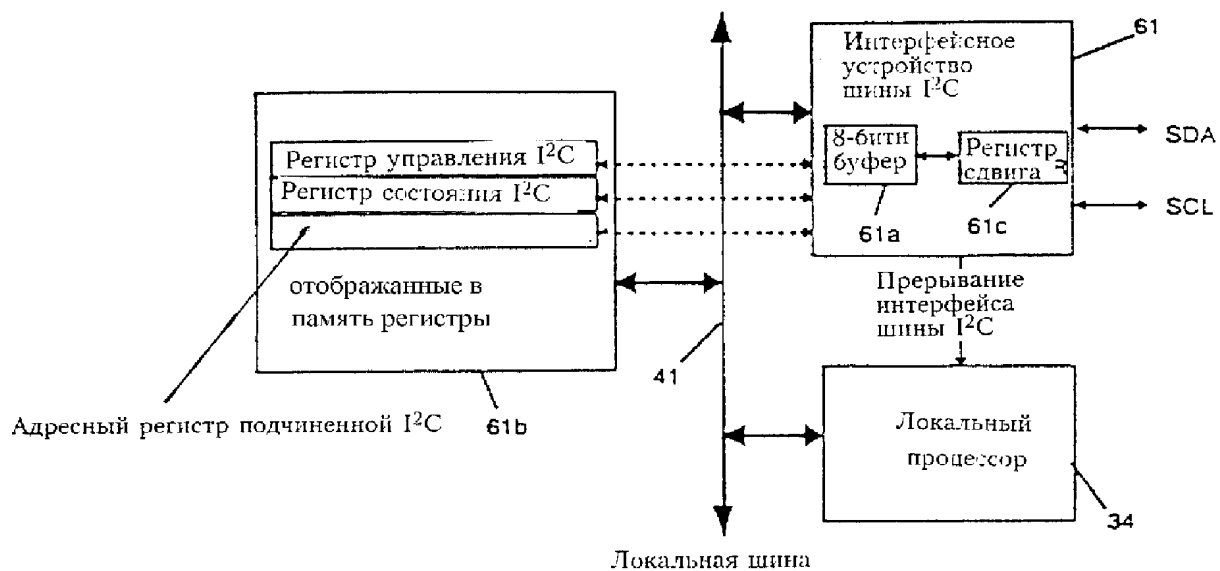 61
Интерфейсное
устройство
шины I²C
SDA
8-битн
буфер
Регистр
сдвига
Регистр управления I²C
Регистр состояния I²C
SCL
61a
61c
отображанные в
память регистры
Прерывание
интерфейса
шины I²C
41
Адресный регистр подчиненной I²C
61b
Локальный
процессор
34
Локальная шина